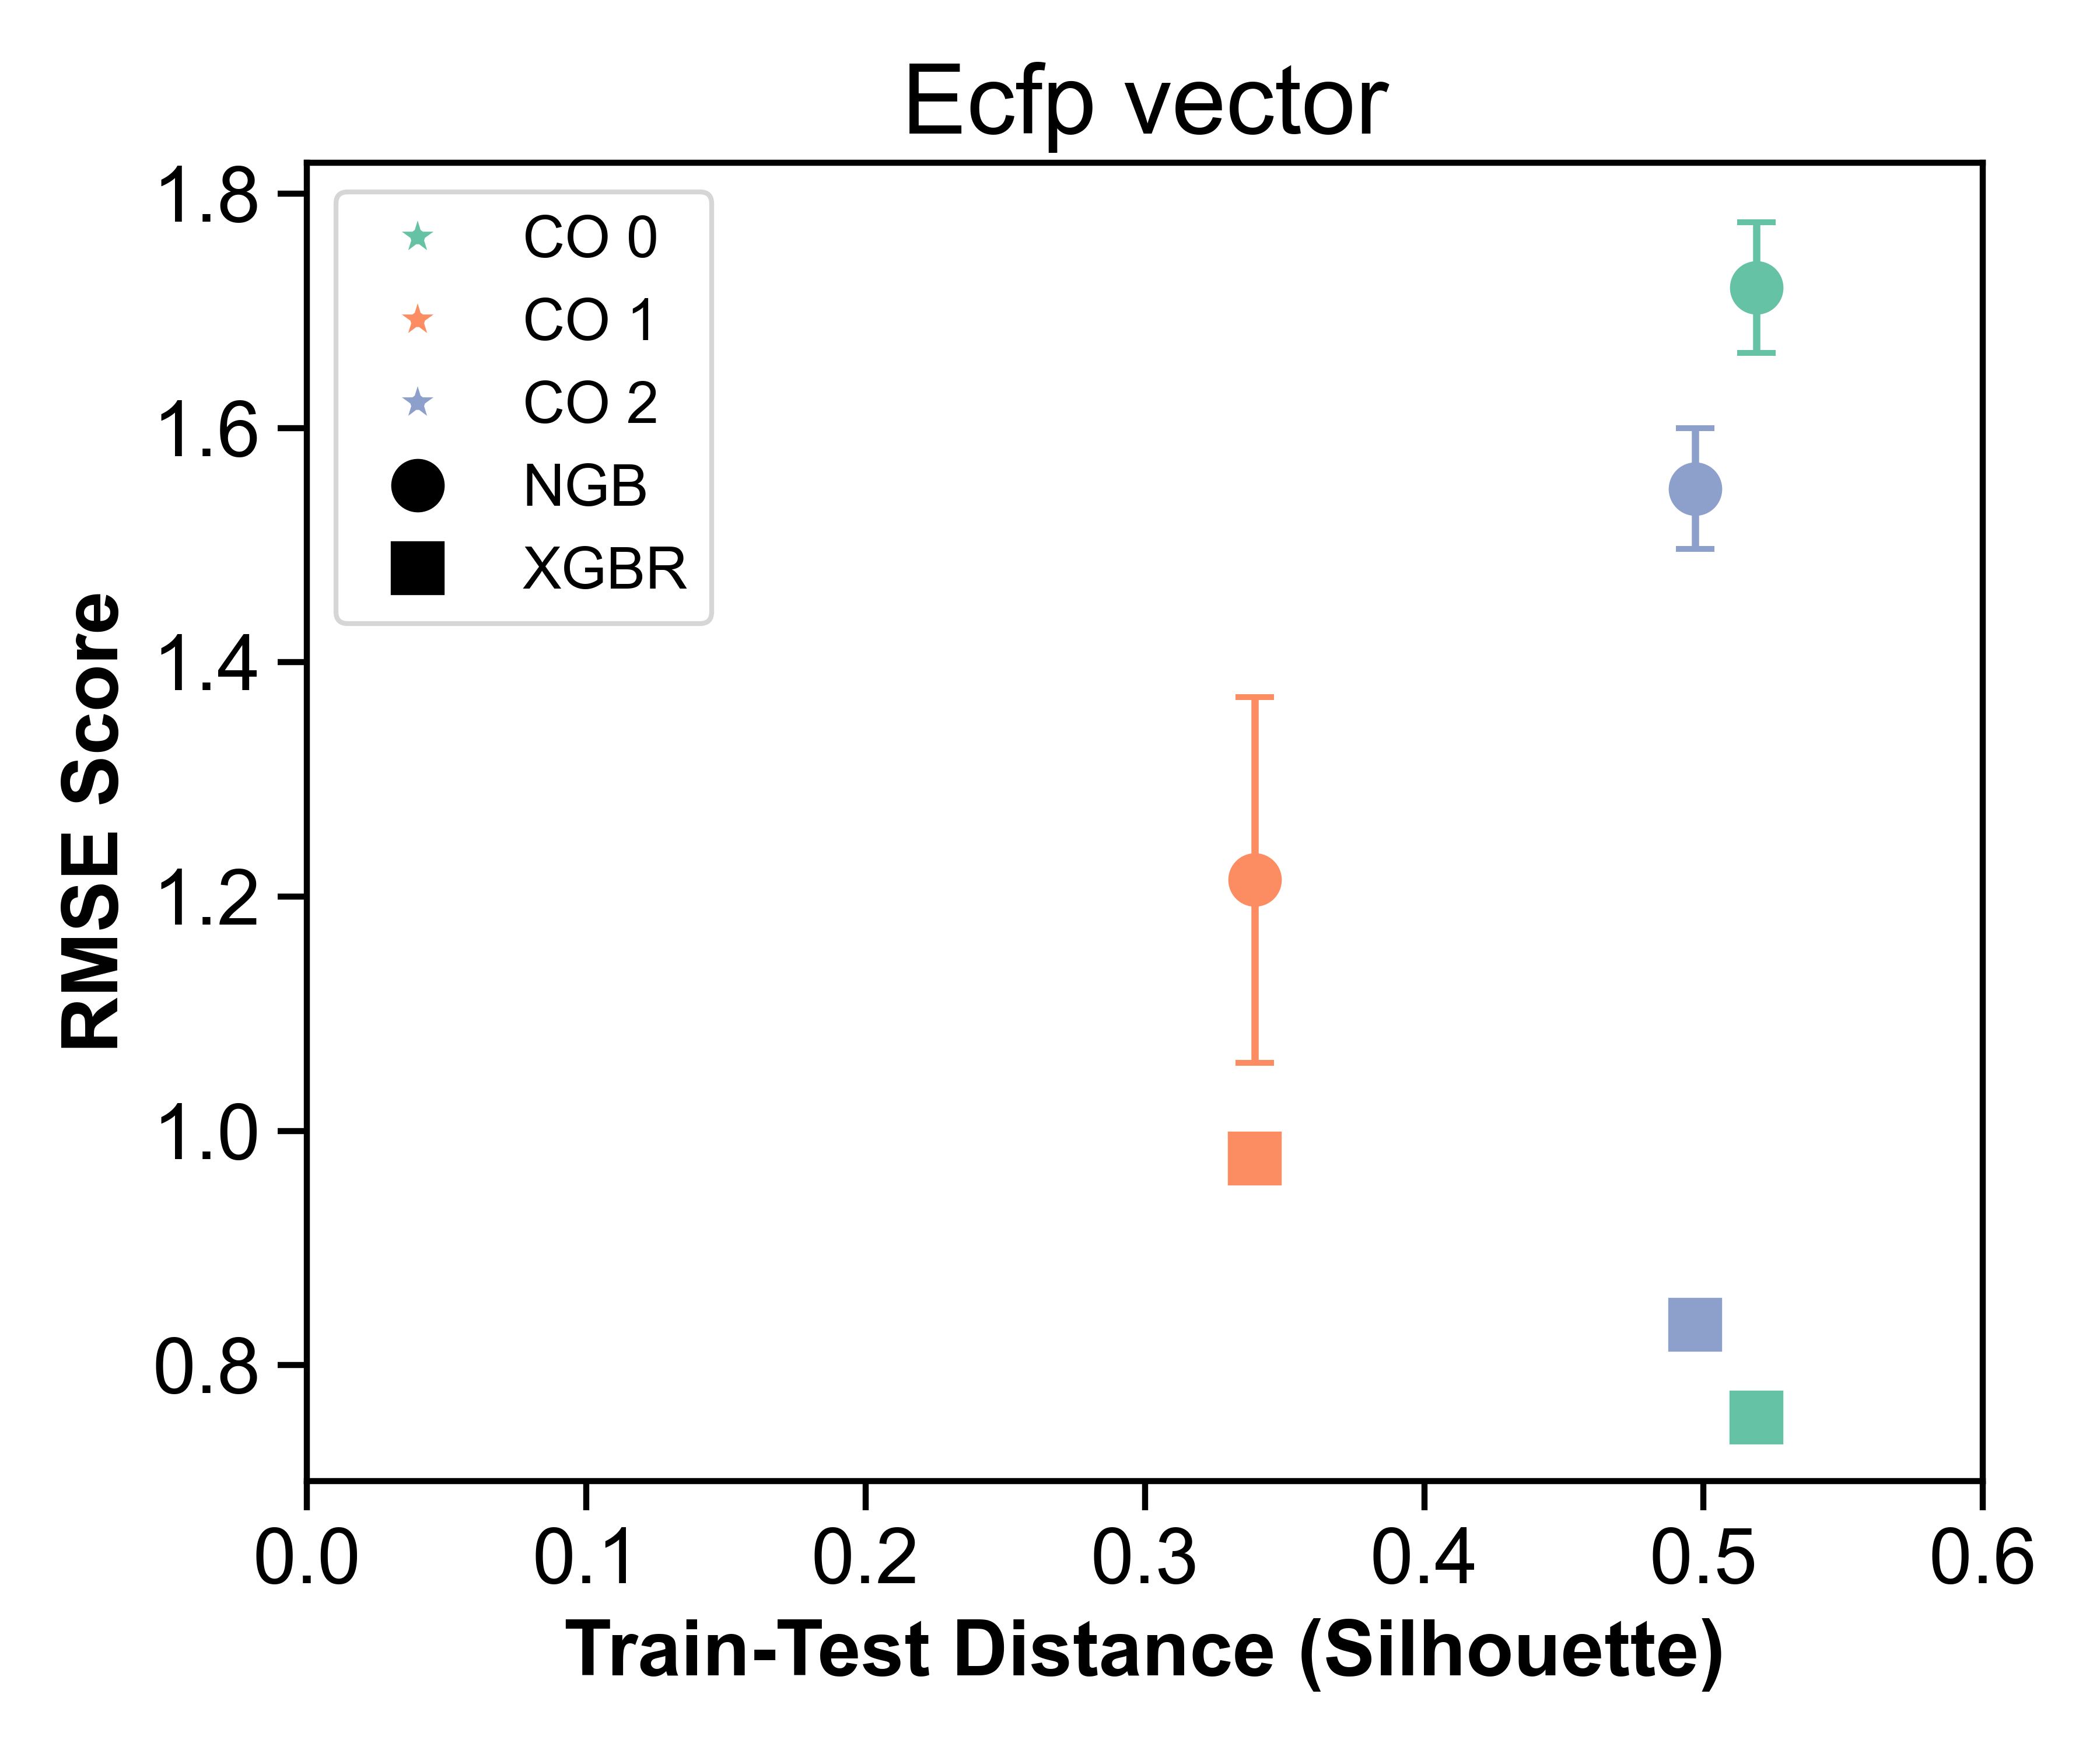 Ecfp vector
1.8
1.6
1.4
1.2
1.0
0.8
RMSE Score
CO 0
CO 1
CO 2
NGB
XGBR
0.0 0.1 0.2 0.3 0.4 0.5 0.6
Train-Test Distance (Silhouette)